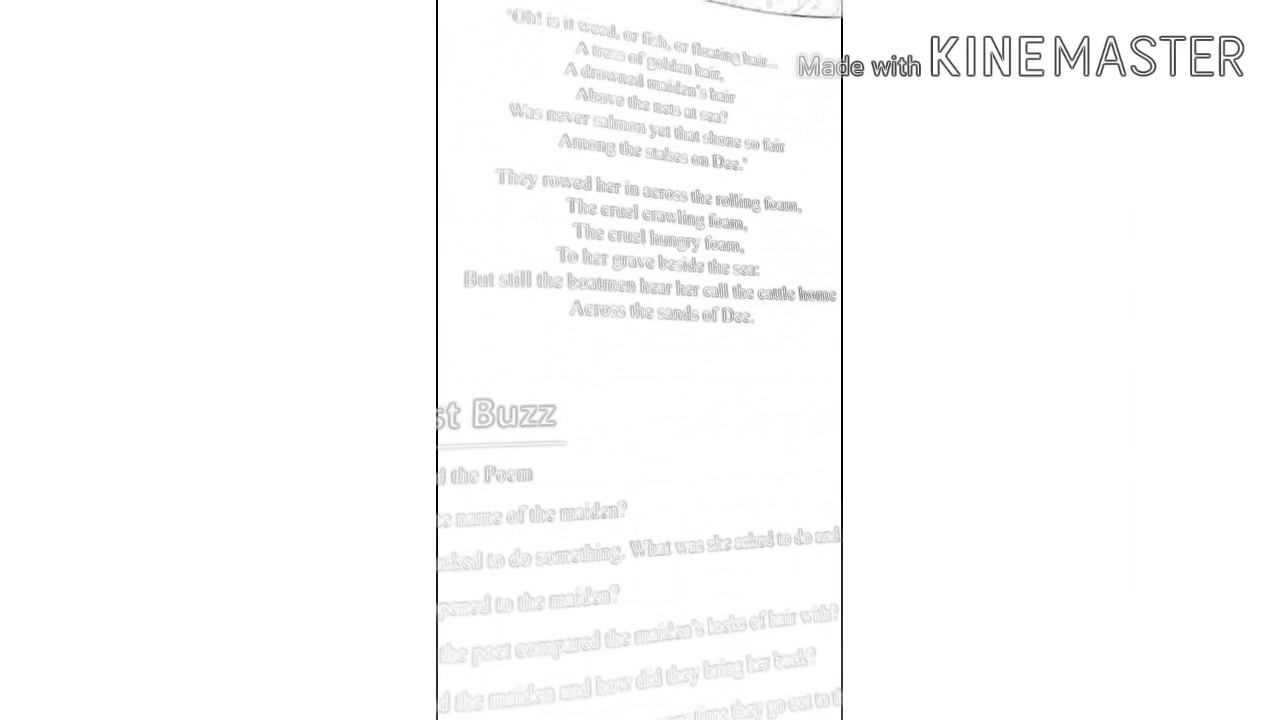 "Oh! is it weed, or fish, or floating hair...
A tress of golden hair,
A drowned maiden's hair
Above the nets at sea?
Was never salmon yet that shone so fair
Among the stakes on Dee."
They rowed her in across the rolling foam,
The cruel crawling foam,
The cruel hungry foam,
To her grave beside the sea:
But still the boatmen hear her call the cattle home
Across the sands of Dee.
Made with KINEMASTER
st Buzz
the Poem
name of the maiden?
asked to do something. What was she asked to do and
pened to the maiden?
the poet compared the maiden's locks of hair with?
d the maiden and how did they bring her back?
time they go out to